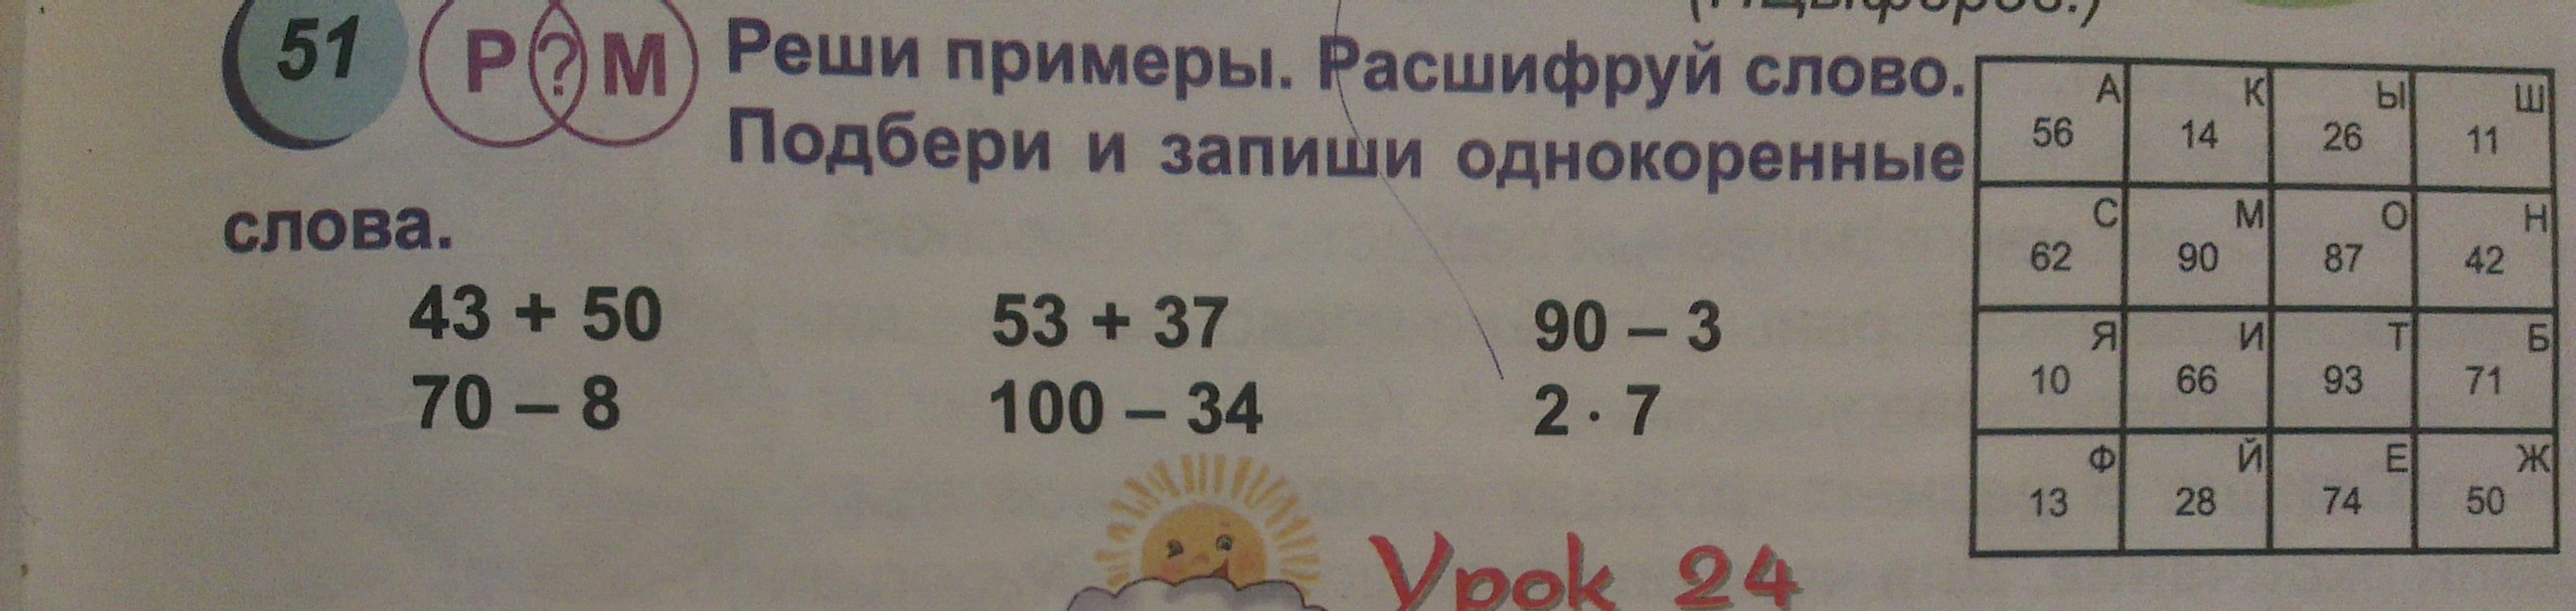 51 Р ? М Реши примеры. Расшифруй слово.
Подбери и запиши однокоренные
слова.
43 + 50 53 + 37 90 – 3
70 – 8 100 – 34 2 · 7
А К Ы Ш
56 14 26 11
С М О Н
62 90 87 42
Я И Т Б
10 66 93 71
Ф Й Е Ж
13 28 74 50
Урок 24